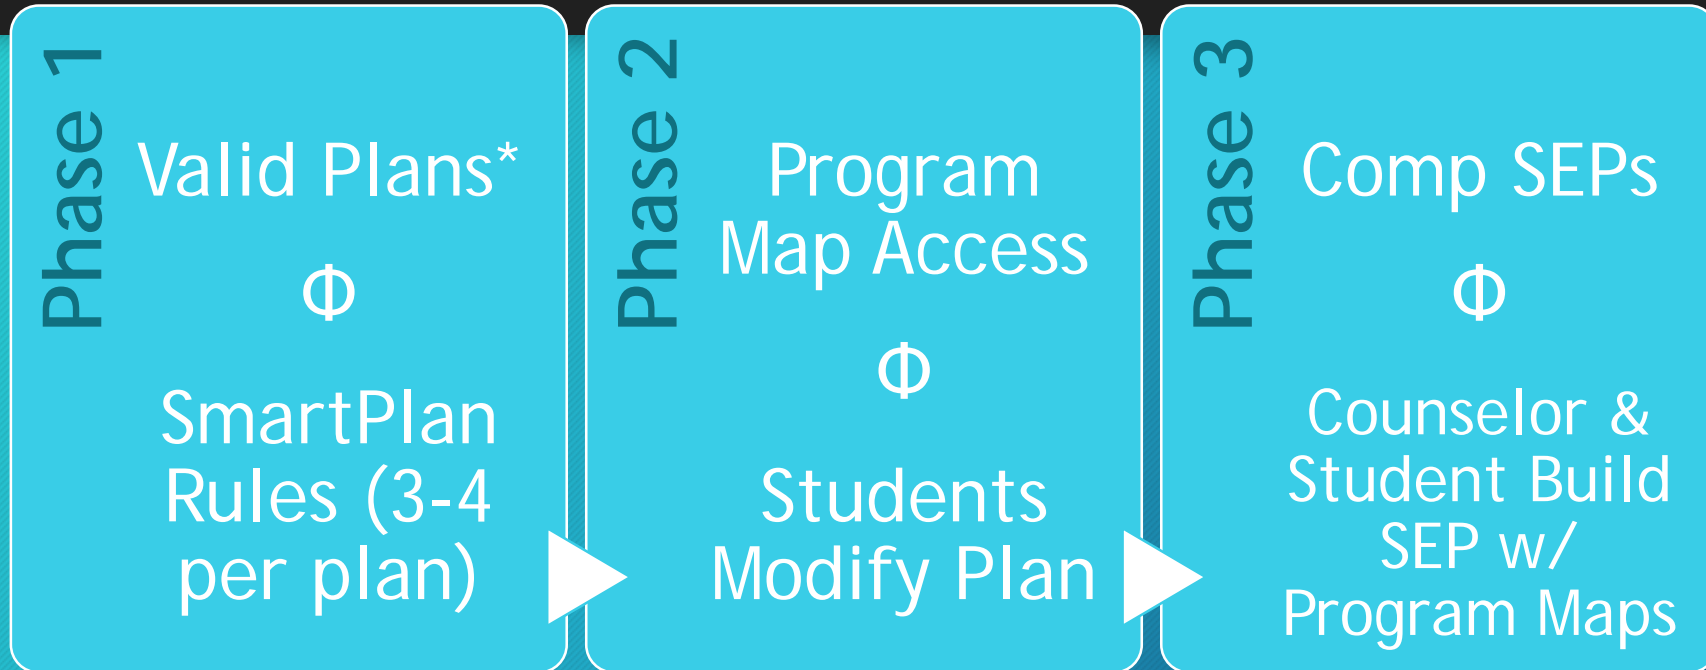 Phase 1
Valid Plans*
Φ
SmartPlan
Rules (3-4
per plan)
Phase 2
Program
Map Access
Φ
Students
Modify Plan
Phase 3
Comp SEPs
Φ
Counselor &
Student Build
SEP w/
Program Maps